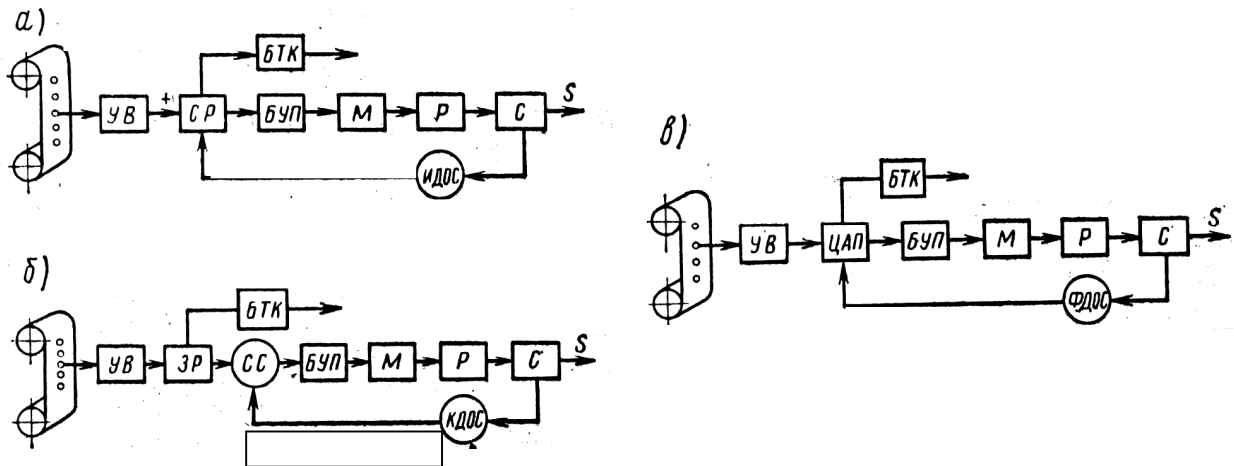 а)
БТК
УВ + СР БУП М Р С S
ИДОС
б)
БТК
УВ ЗР СС БУП М Р С S
КДОС
в)
БТК
УВ ЦАП БУП М Р С S
ФДОС